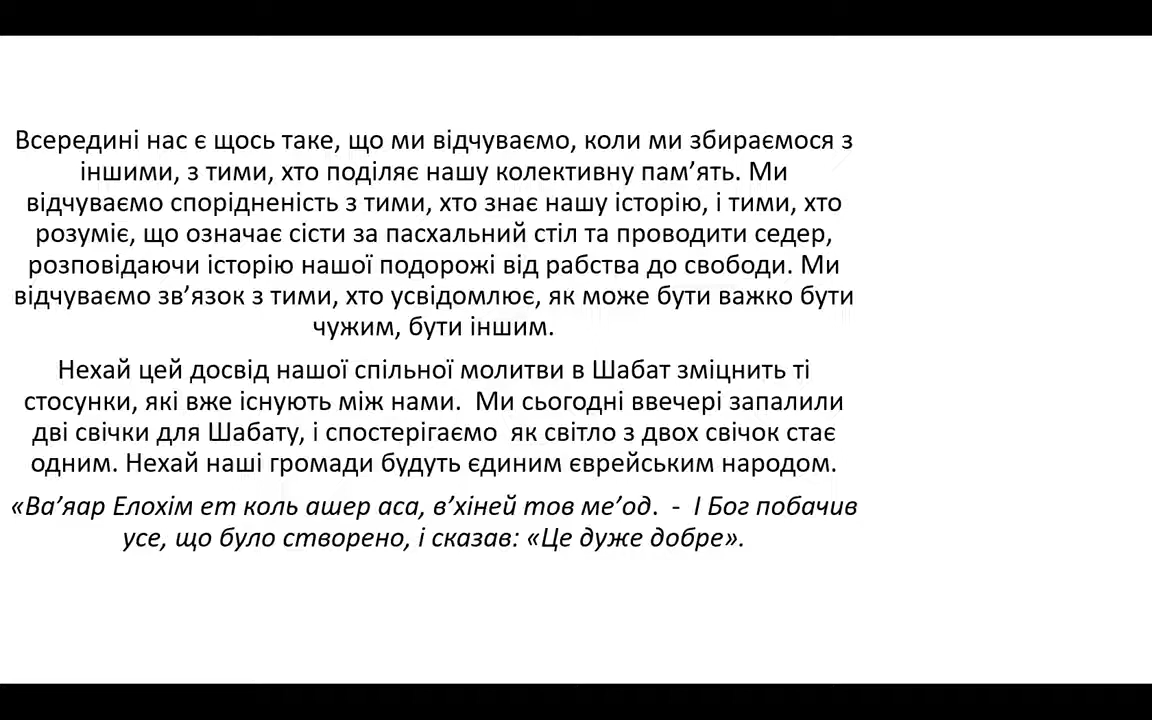 Всередині нас є щось таке, що ми відчуваємо, коли ми збираємося з
іншими, з тими, хто поділяє нашу колективну пам’ять. Ми
відчуваємо спорідненість з тими, хто знає нашу історію, і тими, хто
розуміє, що означає сісти за пасхальний стіл та проводити седер,
розповідаючи історію нашої подорожі від рабства до свободи. Ми
відчуваємо зв’язок з тими, хто усвідомлює, як може бути важко бути
чужим, бути іншим.
Нехай цей досвід нашої спільної молитви в Шабат зміцнить ті
стосунки, які вже існують між нами.  Ми сьогодні ввечері запалили
дві свічки для Шабату, і спостерігаємо  як світло з двох свічок стає
одним. Нехай наші громади будуть єдиним єврейським народом.
«Ва’яар Елохім ет коль ашер аса, в’хіней тов ме’од.  -  І Бог побачив
усе, що було створено, і сказав: «Це дуже добре».